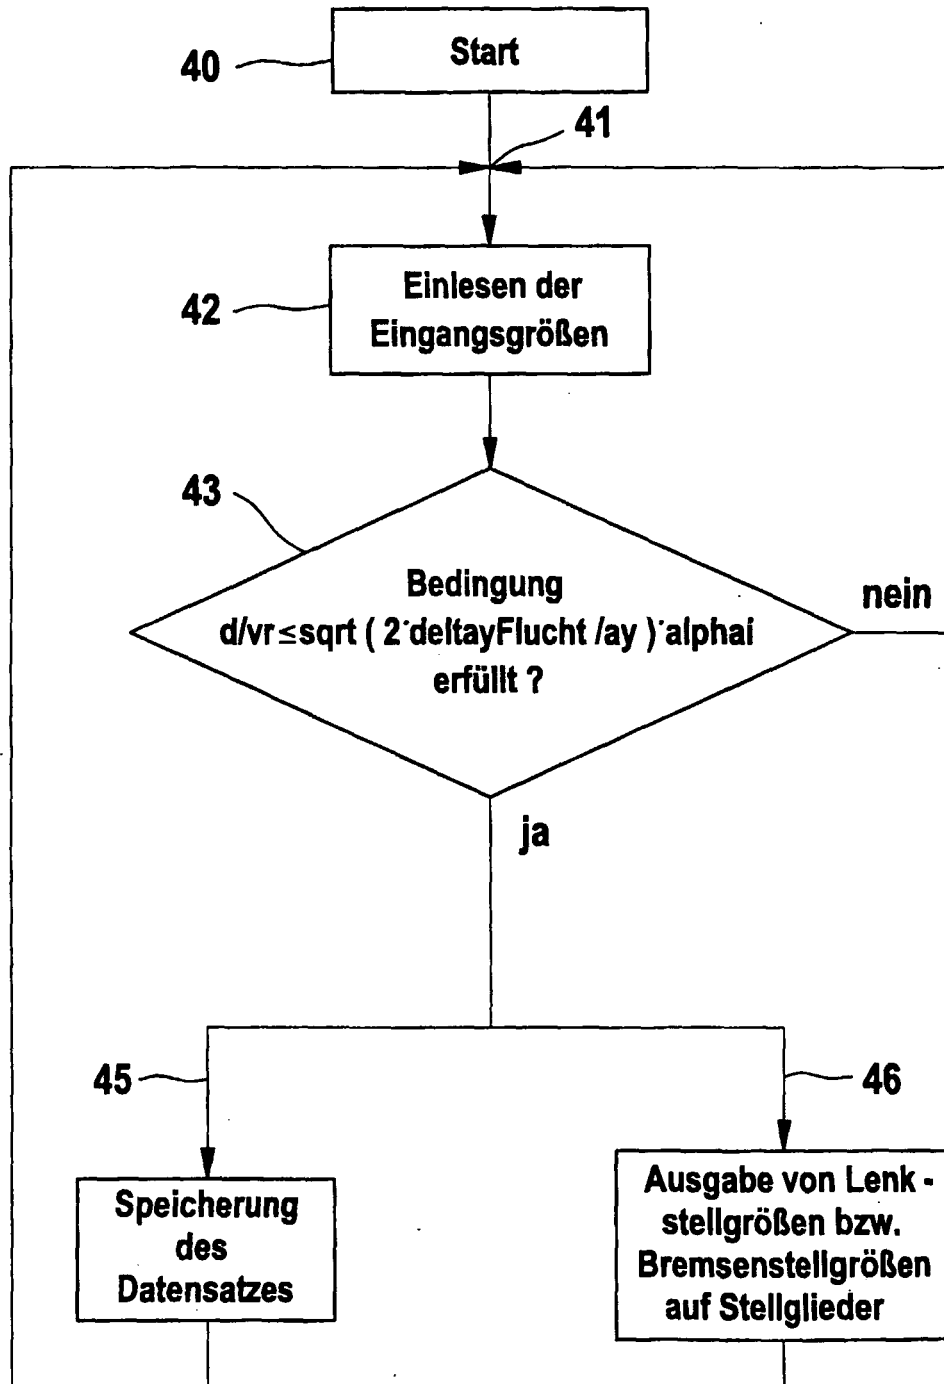 40
Start
41
42
Einlesen der
Eingangsgrößen
43
Bedingung
d/vr≤sqrt ( 2·deltayFlucht /ay )·alphai
erfüllt ?
nein
ja
45
46
Speicherung
des
Datensatzes
Ausgabe von Lenk -
stellgrößen bzw.
Bremsenstellgrößen
auf Stellglieder